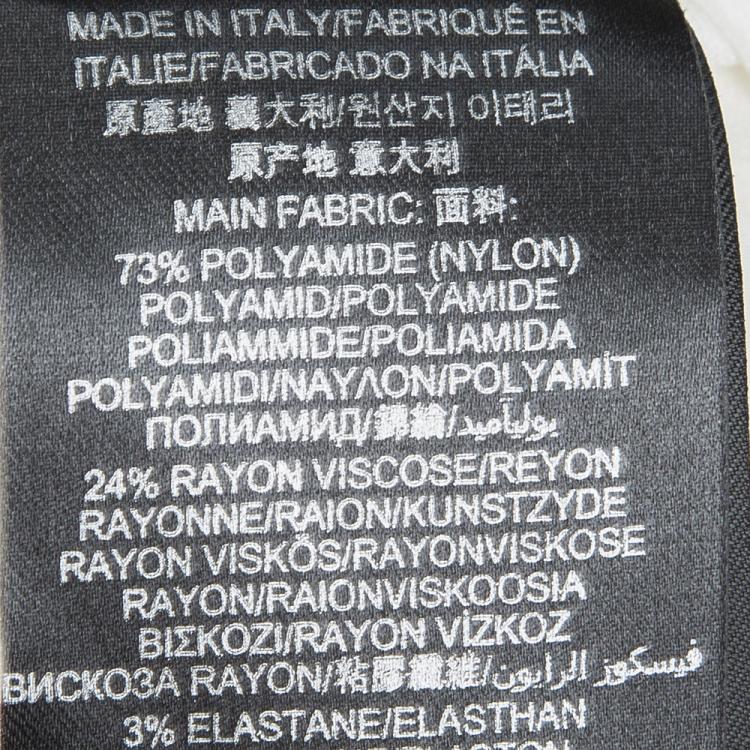 MADE IN ITALY/FABRIQUÉ EN
ITALIE/FABRICADO NA ITÁLIA
原產地 義大利/원산지 이태리
原产地 意大利
MAIN FABRIC: 面料:
73% POLYAMIDE (NYLON)
POLYAMID/POLYAMIDE
POLIAMMIDE/POLIAMIDA
POLYAMIDI/ΝΑΥΛΟΝ/POLYAMİT
ПОЛИАМИД/錦綸/يولياميد
24% RAYON VISCOSE/REYON
RAYONNE/RAION/KUNSTZYDE
RAYON VISKÓS/RAYONVISKOSE
RAYON/RAIONVISKOOSIA
ΒΙΣΚΟΖΙ/RAYON VİZKOZ
ВИСКОЗА RAYON/粘膠纖維/فيسكوز الرايون
3% ELASTANE/ELASTHAN